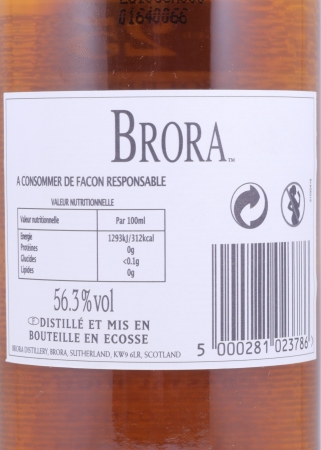 01640066
BRORA™
A CONSOMMER DE FACON RESPONSABLE
VALEUR NUTRITIONNELLE
Valeur nutritionnelle Par 100ml
Energie 1293kJ/312kcal
Protéines 0g
Glucides <0.1g
Lipides 0g
56.3%vol
DISTILLÉ ET MIS EN
BOUTEILLE EN ECOSSE
BRORA DISTILLERY, BRORA, SUTHERLAND, KW9 6LR, SCOTLAND
5 000281 023786 >